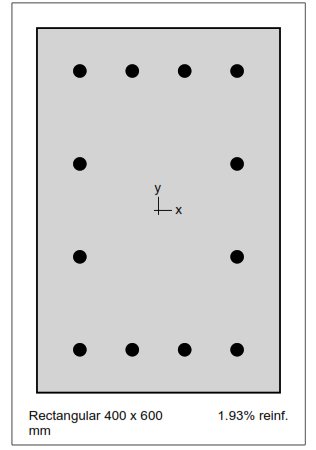 y
x
Rectangular 400 x 600
mm
1.93% reinf.